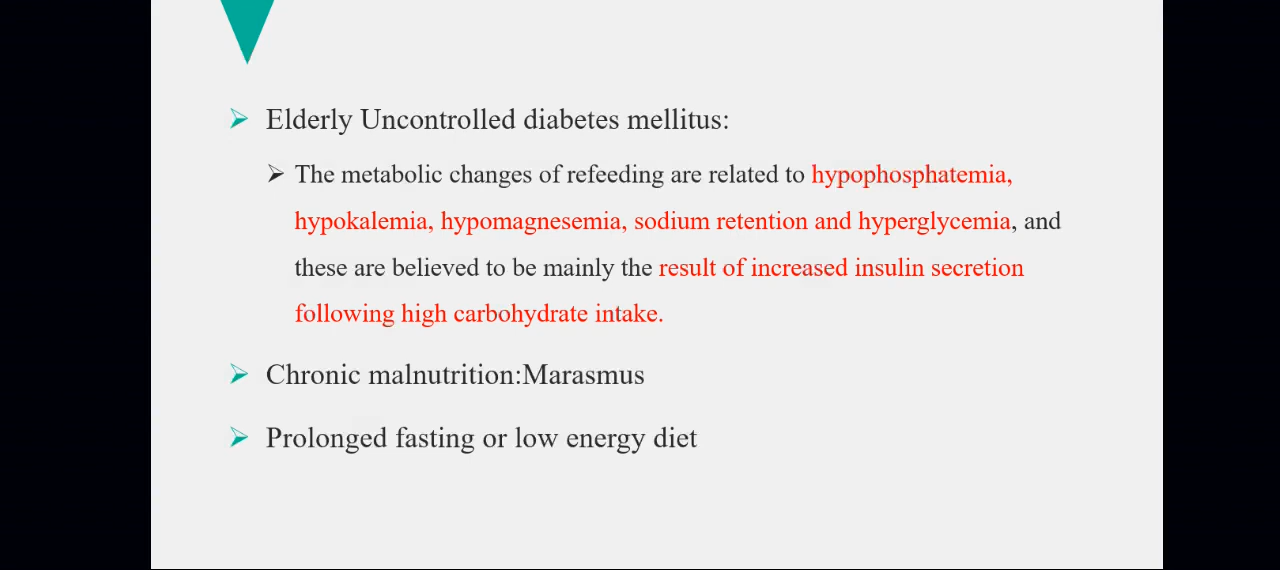 Elderly Uncontrolled diabetes mellitus:
The metabolic changes of refeeding are related to hypophosphatemia,
hypokalemia, hypomagnesemia, sodium retention and hyperglycemia, and
these are believed to be mainly the result of increased insulin secretion
following high carbohydrate intake.
Chronic malnutrition:Marasmus
Prolonged fasting or low energy diet